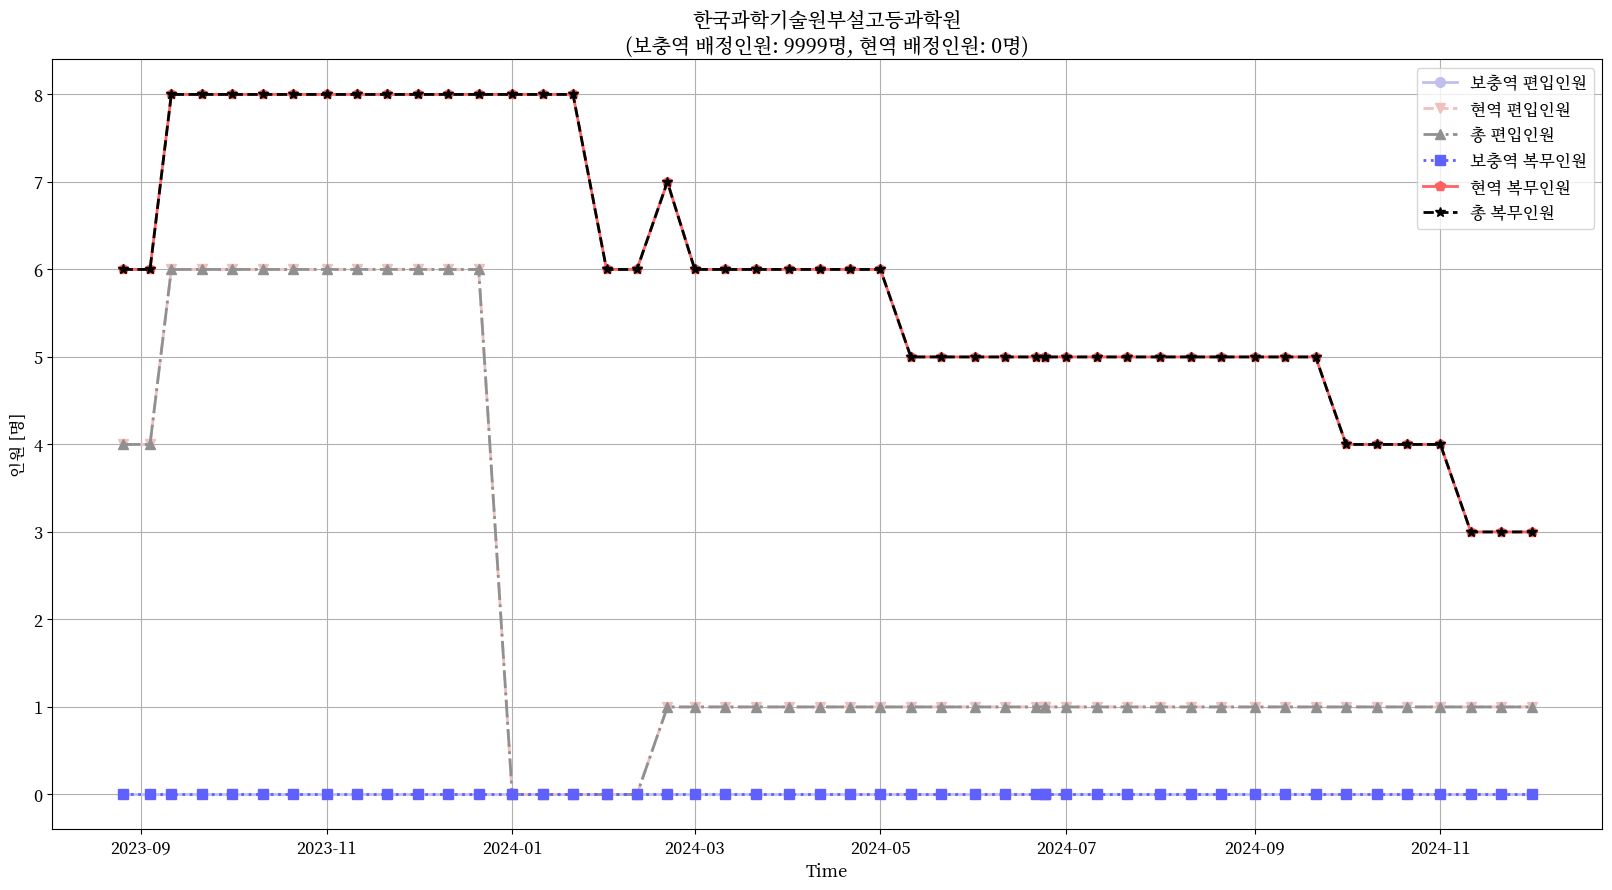 한국과학기술원부설고등과학원
(보충역 배정인원: 9999명, 현역 배정인원: 0명)
보충역 편입인원
현역 편입인원
총 편입인원
보충역 복무인원
현역 복무인원
총 복무인원
인원 [명]
8
7
6
5
4
3
2
1
0
2023-09
2023-11
2024-01
2024-03
2024-05
2024-07
2024-09
2024-11
Time